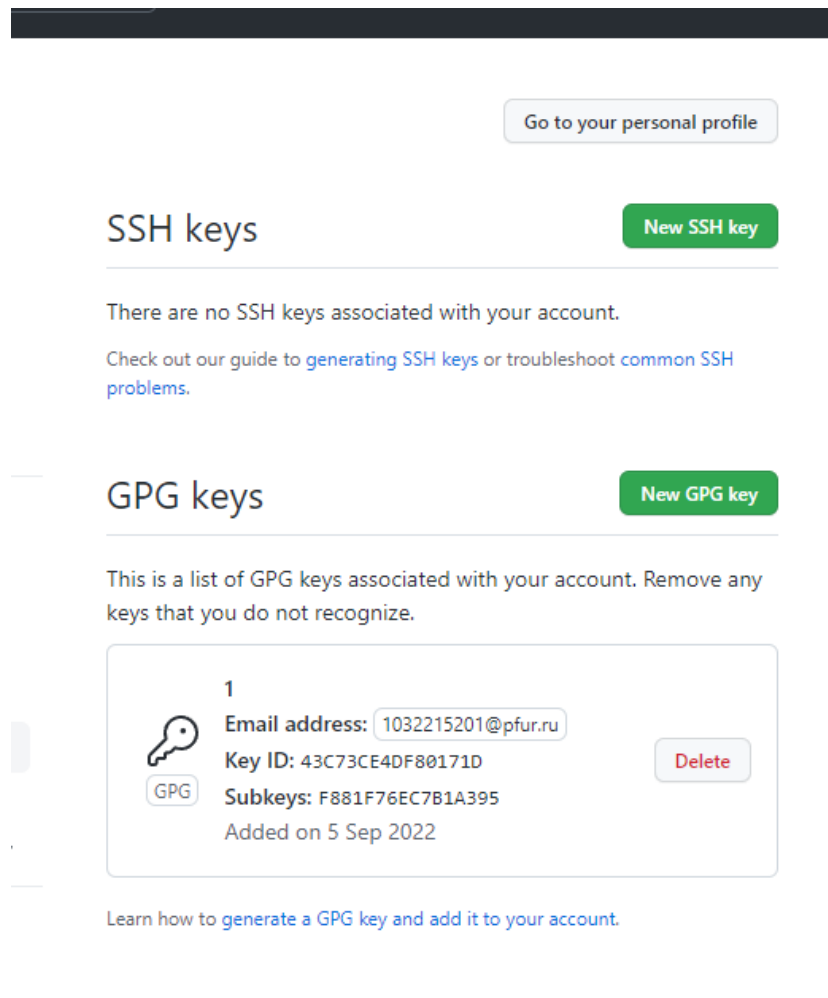 Go to your personal profile
SSH keys
New SSH key
There are no SSH keys associated with your account.
Check out our guide to generating SSH keys or troubleshoot common SSH
problems.
GPG keys
New GPG key
This is a list of GPG keys associated with your account. Remove any
keys that you do not recognize.
1
Email address: 1032215201@pfur.ru
Key ID: 43C73CE4DF80171D
GPG
Subkeys: F881F76EC7B1A395
Added on 5 Sep 2022
Delete
Learn how to generate a GPG key and add it to your account.